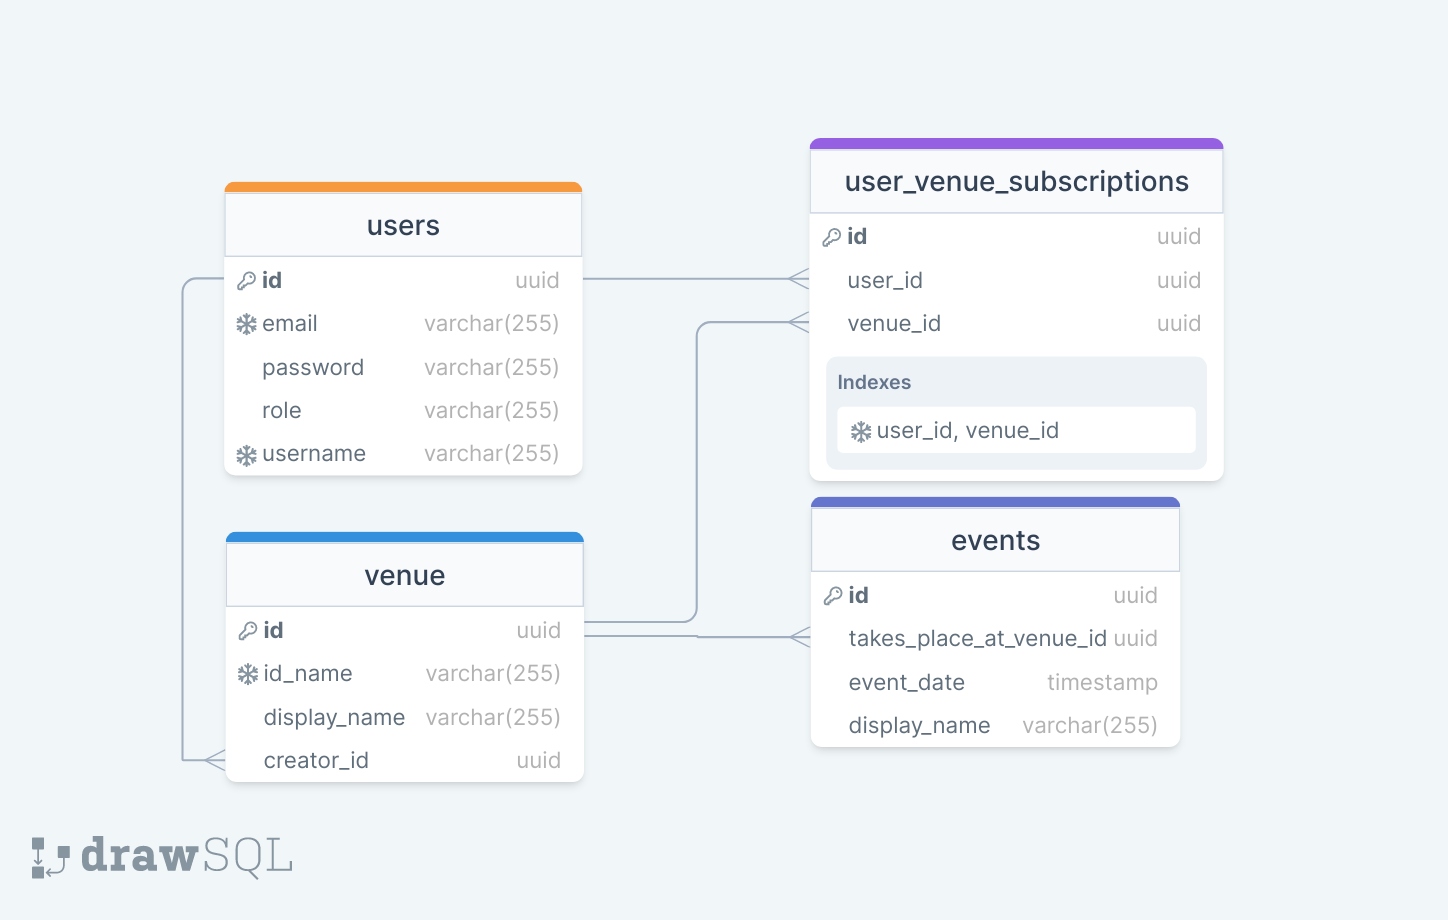 users
id uuid
email varchar(255)
password varchar(255)
role varchar(255)
username varchar(255)
user_venue_subscriptions
id uuid
user_id uuid
venue_id uuid
Indexes
user_id, venue_id
venue
id uuid
id_name varchar(255)
display_name varchar(255)
creator_id uuid
events
id uuid
takes_place_at_venue_id uuid
event_date timestamp
display_name varchar(255)
drawSQL